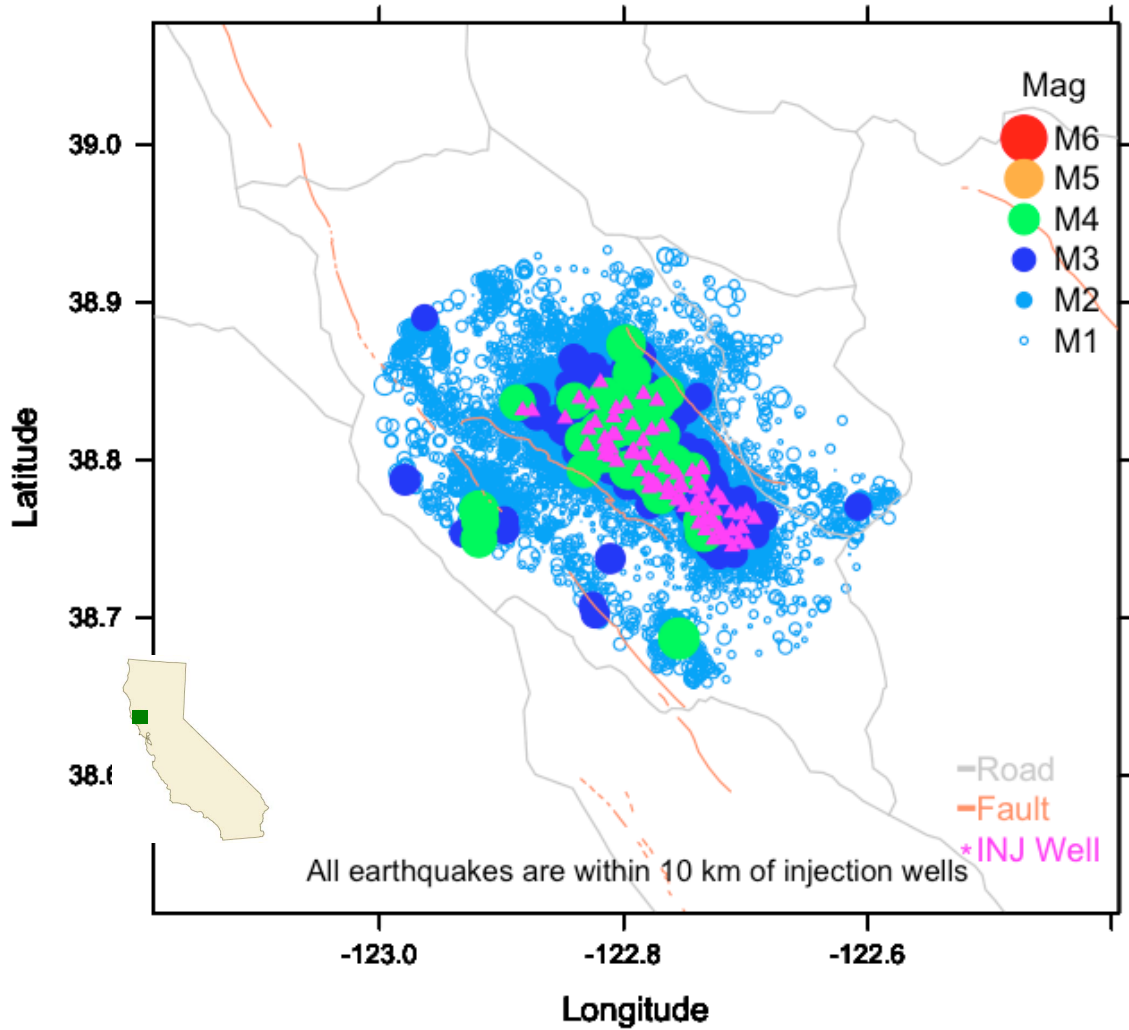 Mag
M6
M5
M4
M3
M2
M1
39.0
38.9
38.8
38.7
Latitude
Road
Fault
*INJ Well
All earthquakes are within 10 km of injection wells
-123.0
-122.8
-122.6
Longitude